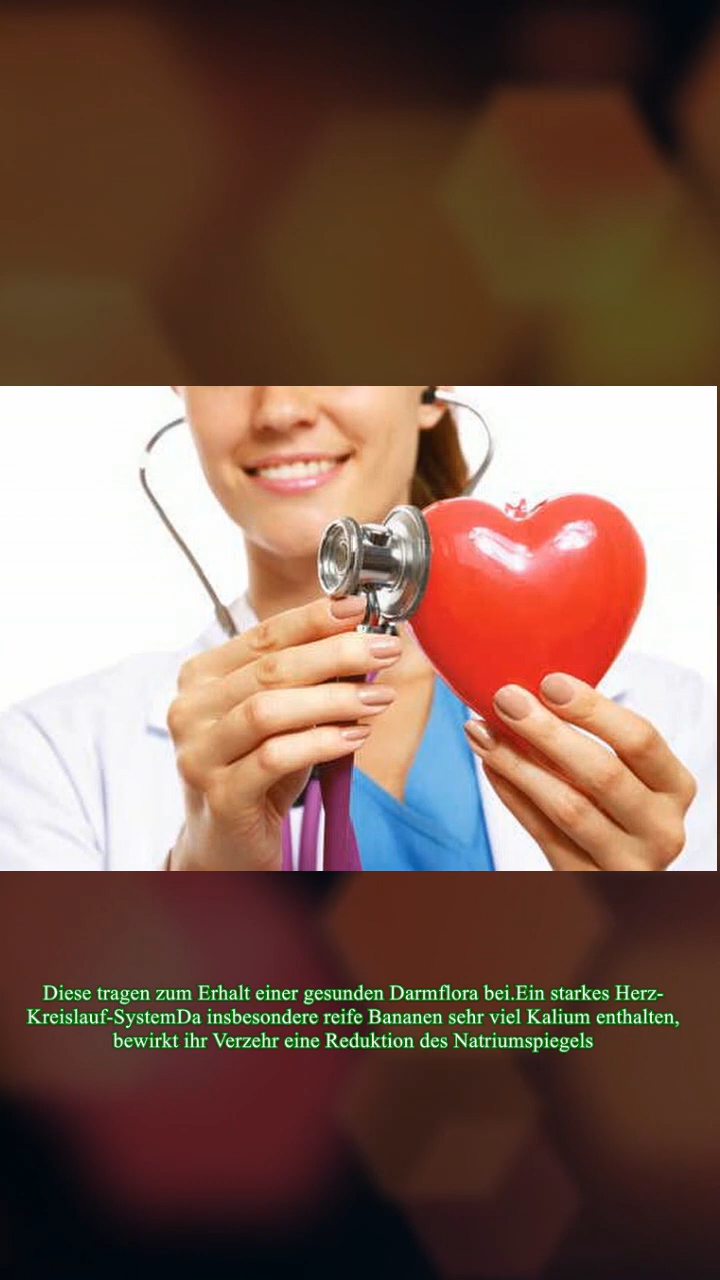 Diese tragen zum Erhalt einer gesunden Darmflora bei.Ein starkes Herz-
Kreislauf-SystemDa insbesondere reife Bananen sehr viel Kalium enthalten,
bewirkt ihr Verzehr eine Reduktion des Natriumspiegels